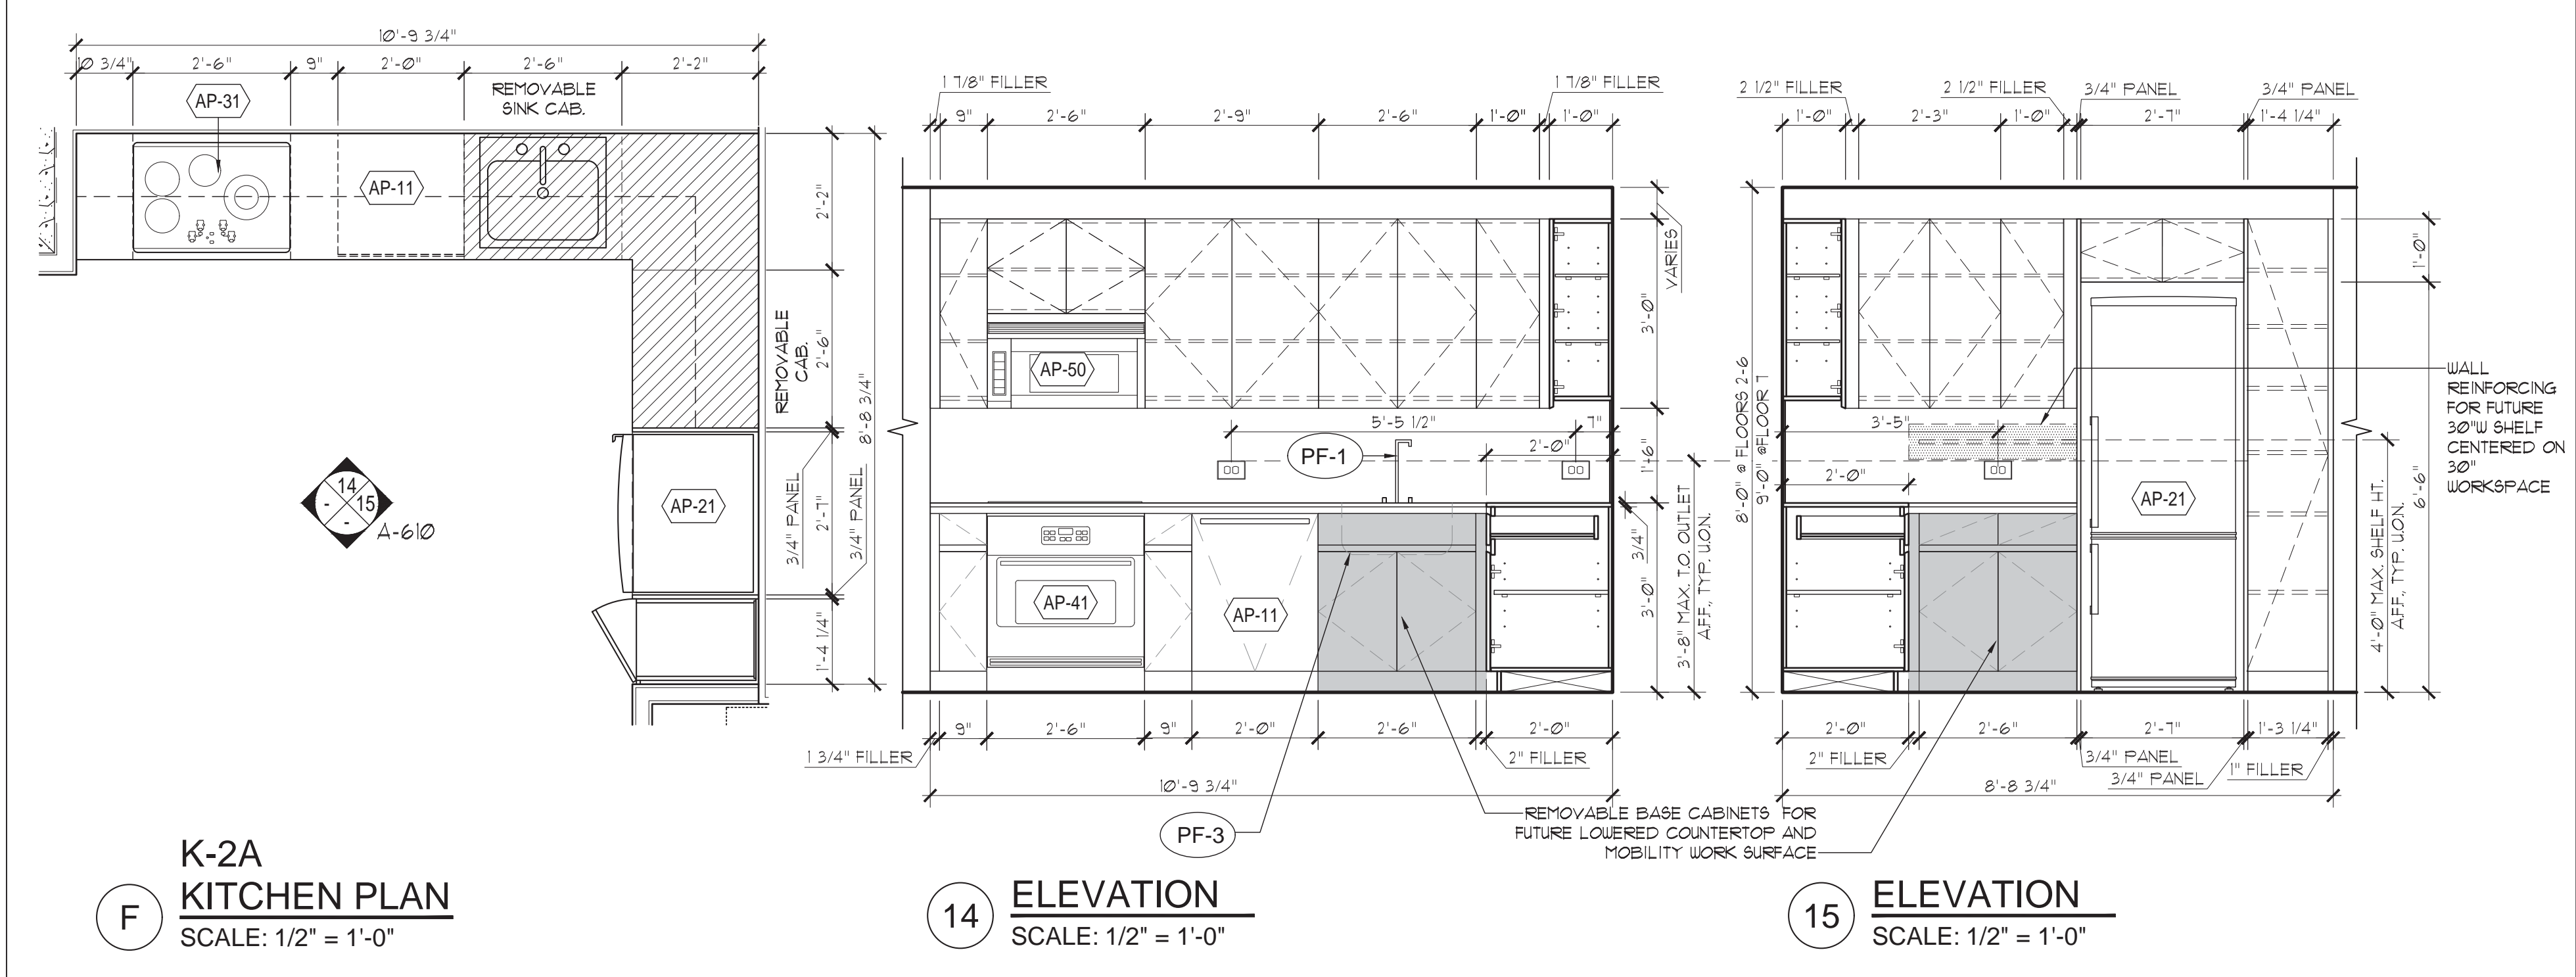 10'-9 3/4"
10 3/4"
2'-6"
9"
2'-0"
2'-6"
2'-2"
REMOVABLE
SINK CAB.
AP-31
AP-11
2'-2"
REMOVABLE
CAB.
2'-6"
8'-8 3/4"
AP-21
3/4" PANEL
2'-7"
3/4" PANEL
1'-4 1/4"
14
-
15
-
A-610
K-2A
F
KITCHEN PLAN
SCALE: 1/2" = 1'-0"
1 7/8" FILLER
1 7/8" FILLER
9"
2'-6"
2'-9"
2'-6"
1'-0"
1'-0"
VARIES
3'-0"
AP-50
5'-5 1/2"
7"
PF-1
2'-0"
1'-6"
3/4"
3'-0"
3'-8" MAX. T.O. OUTLET
A.F.F., TYP. U.O.N.
AP-41
AP-11
9"
2'-6"
9"
2'-0"
2'-6"
2'-0"
1 3/4" FILLER
2" FILLER
10'-9 3/4"
PF-3
REMOVABLE BASE CABINETS FOR
FUTURE LOWERED COUNTERTOP AND
MOBILITY WORK SURFACE
14
ELEVATION
SCALE: 1/2" = 1'-0"
2 1/2" FILLER
2 1/2" FILLER
3/4" PANEL
3/4" PANEL
1'-0"
2'-3"
1'-0"
2'-7"
1'-4 1/4"
8'-0" @ FLOORS 2-6
9'-0" @FLOOR 7
1'-0"
3'-5"
2'-0"
AP-21
WALL
REINFORCING
FOR FUTURE
30"W SHELF
CENTERED ON
30"
WORKSPACE
6'-6"
4'-0" MAX. SHELF HT.
A.F.F., TYP. U.O.N.
2'-0"
2'-6"
2'-7"
1'-3 1/4"
2" FILLER
3/4" PANEL
3/4" PANEL
1" FILLER
8'-8 3/4"
15
ELEVATION
SCALE: 1/2" = 1'-0"